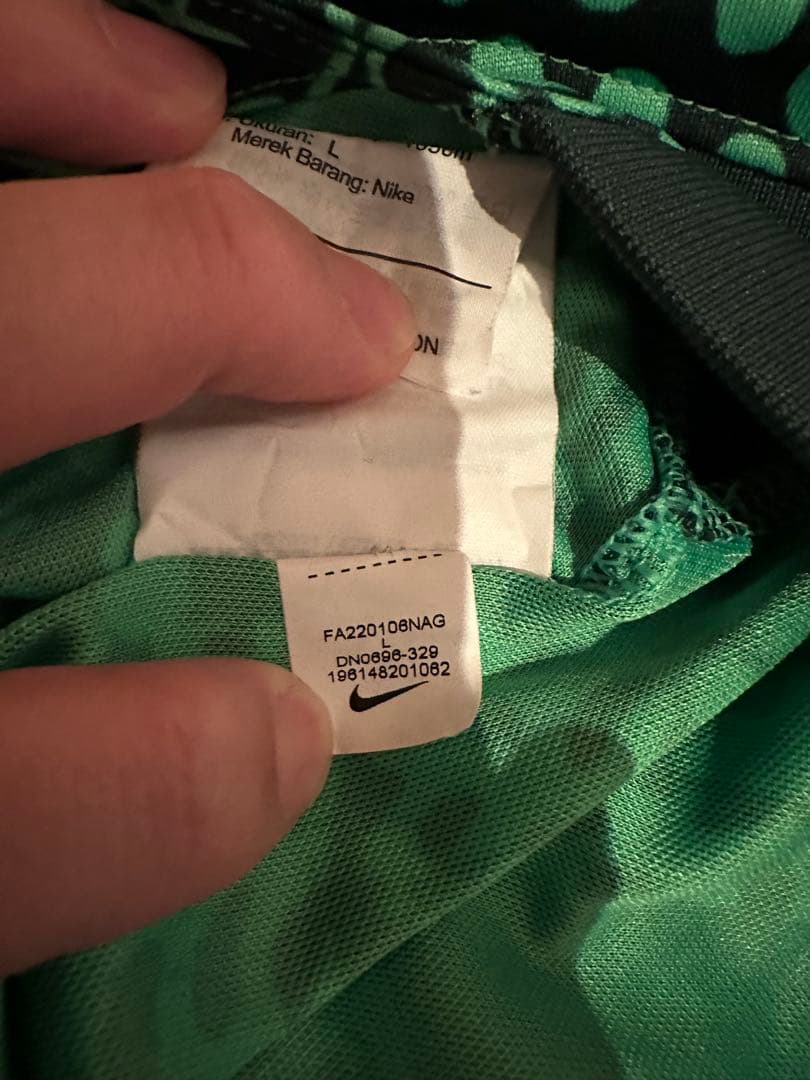 Ukuran: L
Merek Barang: Nike
ON
FA220106NAG
L
DN0696-329
196148201062